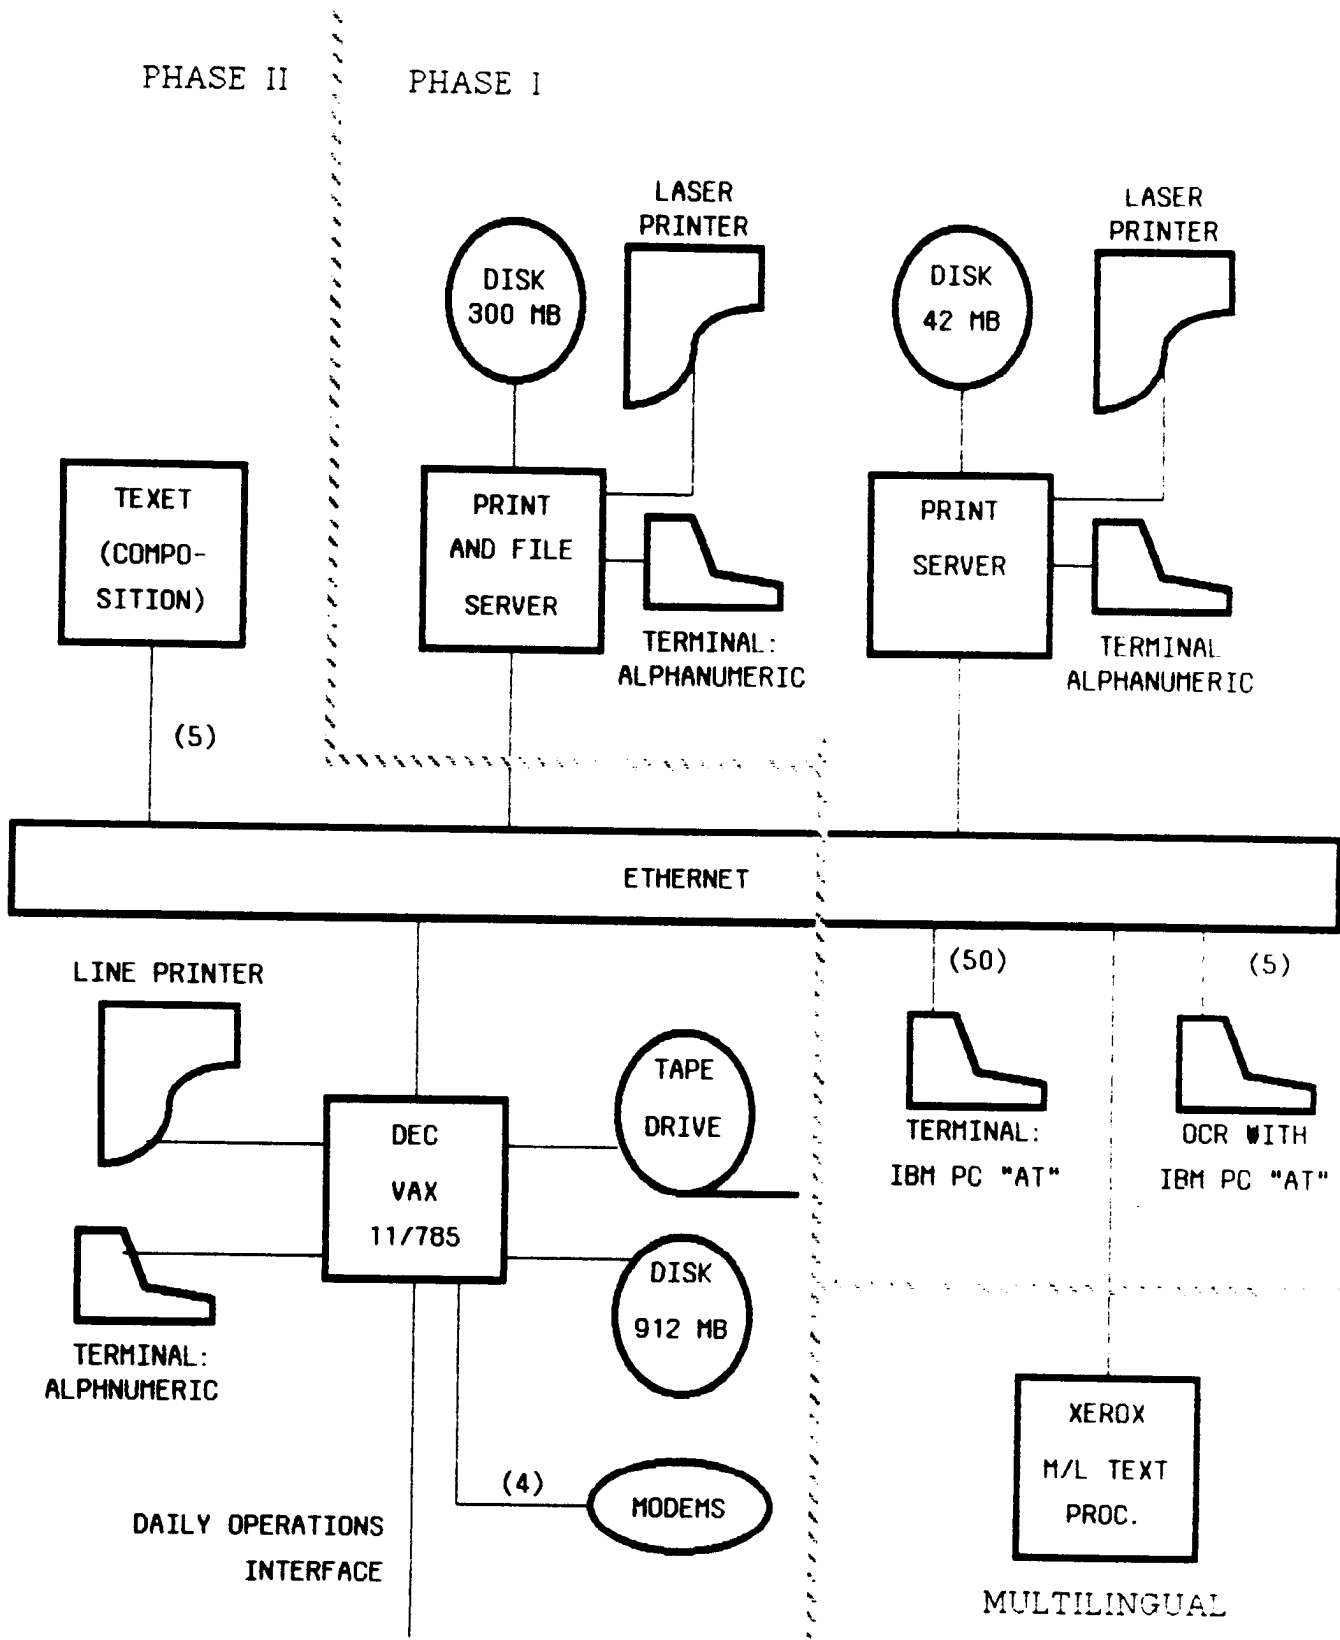 PHASE II
PHASE I
LASER
PRINTER
LASER
PRINTER
DISK
300 MB
DISK
42 MB
TEXET
(COMPO-
SITION)
PRINT
AND FILE
SERVER
PRINT
SERVER
TERMINAL:
ALPHANUMERIC
TERMINAL
ALPHANUMERIC
(5)
ETHERNET
LINE PRINTER
(50)
(5)
TAPE
DRIVE
DEC
VAX
11/785
TERMINAL:
IBM PC "AT"
OCR WITH
IBM PC "AT"
DISK
912 MB
TERMINAL:
ALPHNUMERIC
XEROX
M/L TEXT
PROC.
(4)
MODEMS
DAILY OPERATIONS
INTERFACE
MULTILINGUAL